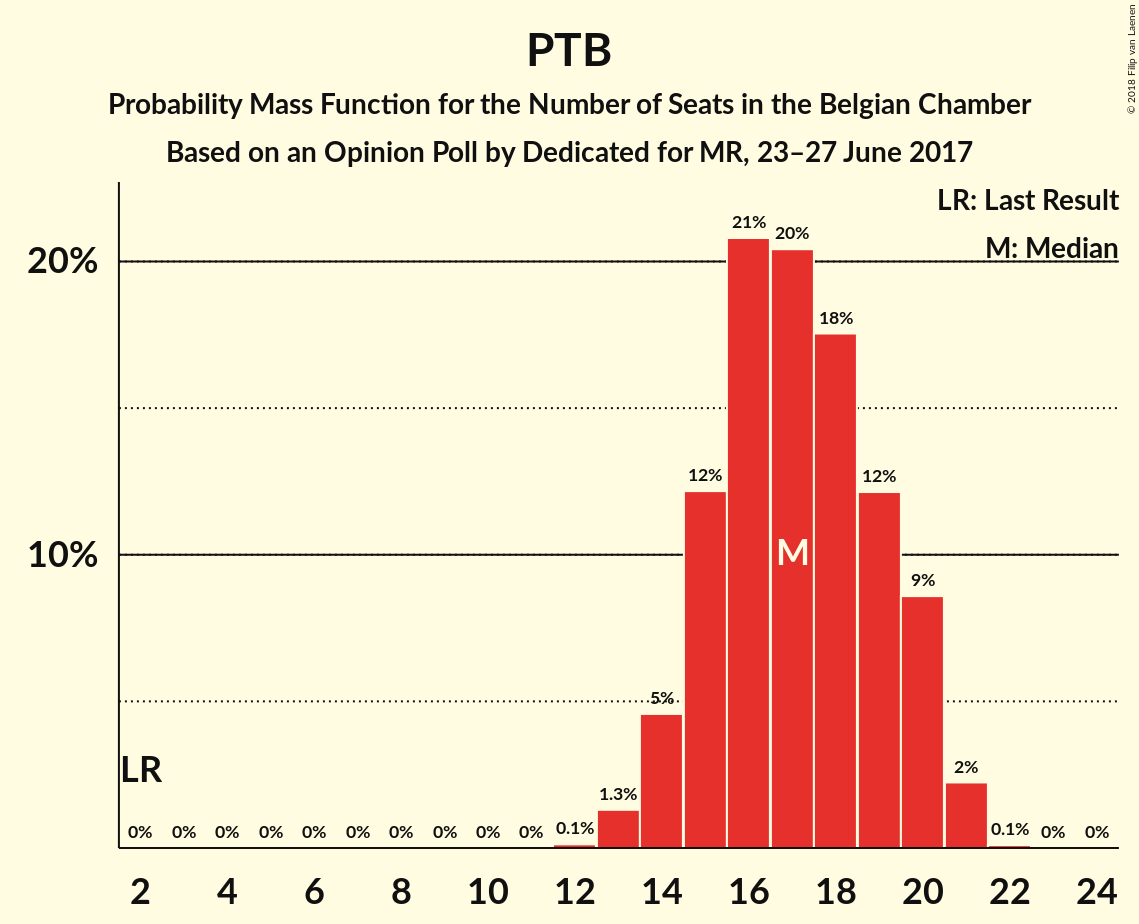 PTB
Probability Mass Function for the Number of Seats in the Belgian Chamber
Based on an Opinion Poll by Dedicated for MR, 23–27 June 2017
© 2018 Filip van Laenen
LR: Last Result
M: Median
20%
10%
21%
20%
18%
12%
12%
9%
5%
2%
1.3%
0.1%
0.1%
M
LR
0% 0% 0% 0% 0% 0% 0% 0% 0% 0% 0% 0%
2 4 6 8 10 12 14 16 18 20 22 24